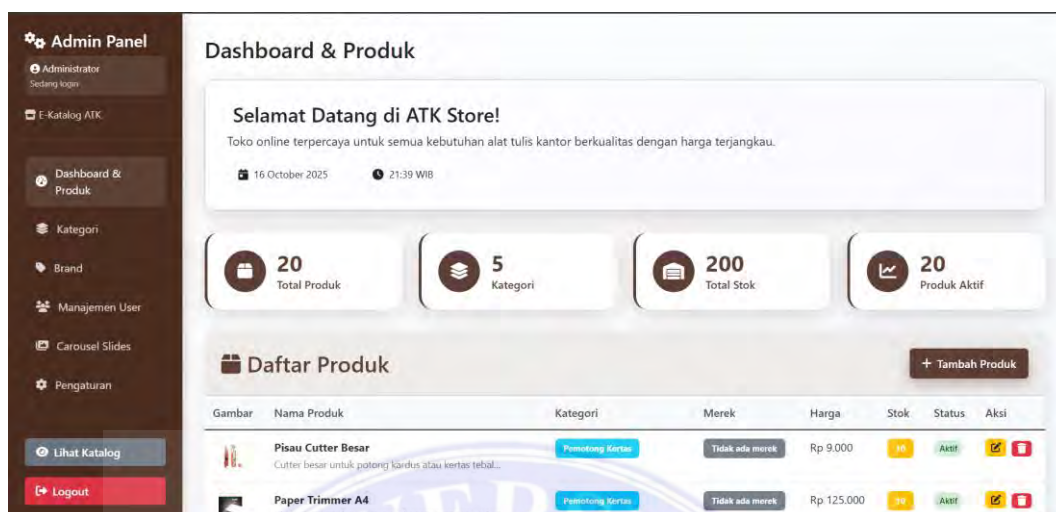 Admin Panel
Administrator
Sedang login
E-Katalog ATK
Dashboard & Produk
Kategori
Brand
Manajemen User
Carousel Slides
Pengaturan
Lihat Katalog
Logout
Dashboard & Produk
Selamat Datang di ATK Store!
Toko online terpercaya untuk semua kebutuhan alat tulis kantor berkualitas dengan harga terjangkau.
16 October 2025 21:39 WIB
20 5 200 20
Total Produk Kategori Total Stok Produk Aktif
Daftar Produk + Tambah Produk
Gambar Nama Produk Kategori Merek Harga Stok Status Aksi
Pisau Cutter Besar Pemotong Kertas Tidak ada merek Rp 9.000 10 Aktif
Cutter besar untuk potong kardus atau kertas tebal...
Paper Trimmer A4 Pemotong Kertas Tidak ada merek Rp 125.000 10 Aktif